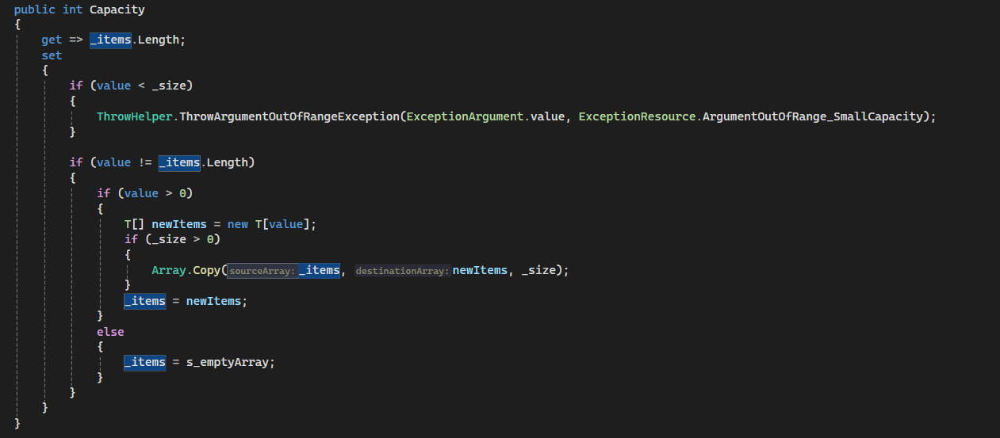 public int Capacity
{
    get => _items.Length;
    set
    {
        if (value < _size)
        {
            ThrowHelper.ThrowArgumentOutOfRangeException(ExceptionArgument.value, ExceptionResource.ArgumentOutOfRange_SmallCapacity);
        }

        if (value != _items.Length)
        {
            if (value > 0)
            {
                T[] newItems = new T[value];
                if (_size > 0)
                {
                    Array.Copy(sourceArray: _items, destinationArray: newItems, _size);
                }
                _items = newItems;
            }
            else
            {
                _items = s_emptyArray;
            }
        }
    }
}